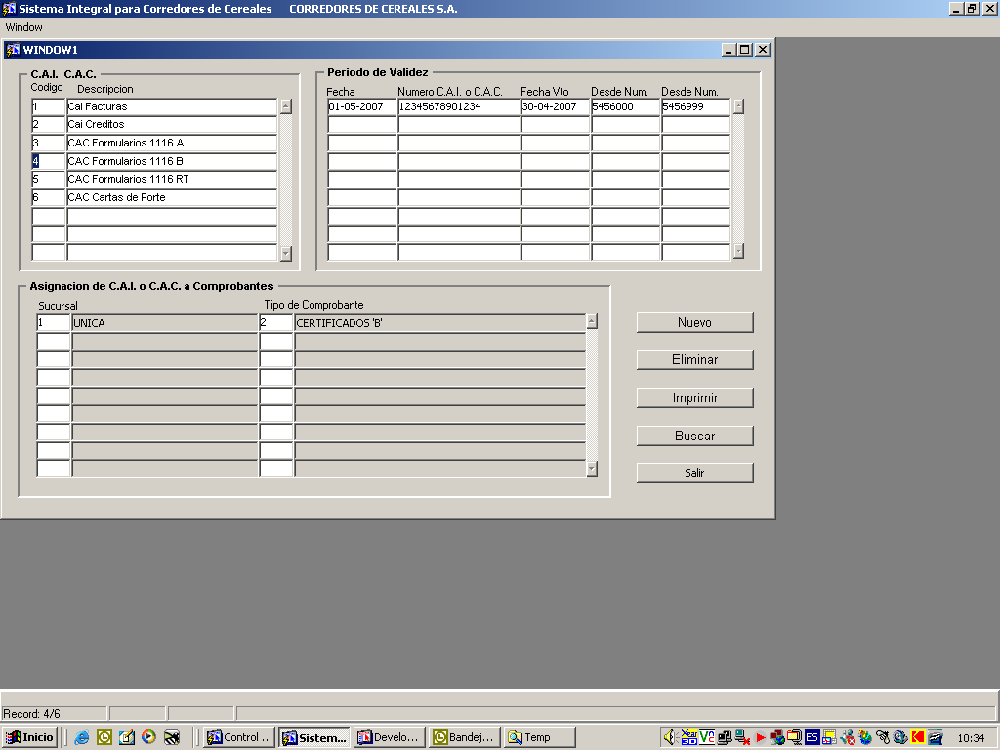 Sistema Integral para Corredores de Cereales CORREDORES DE CEREALES S.A.
Window
WINDOW1
C.A.I. C.A.C.
Codigo Descripcion
1 Cai Facturas
2 Cai Creditos
3 CAC Formularios 1116 A
4 CAC Formularios 1116 B
5 CAC Formularios 1116 RT
6 CAC Cartas de Porte
Periodo de Validez
Fecha Numero C.A.I. o C.A.C. Fecha Vto Desde Num. Desde Num.
01-05-2007 12345678901234 30-04-2007 5456000 5456999
Asignacion de C.A.I. o C.A.C. a Comprobantes
Sucursal Tipo de Comprobante
1 UNICA 2 CERTIFICADOS 'B'
Nuevo
Eliminar
Imprimir
Buscar
Salir
Record: 4/6
Inicio Control ... Sistem... Develo... Bandej... Temp ES 10:34